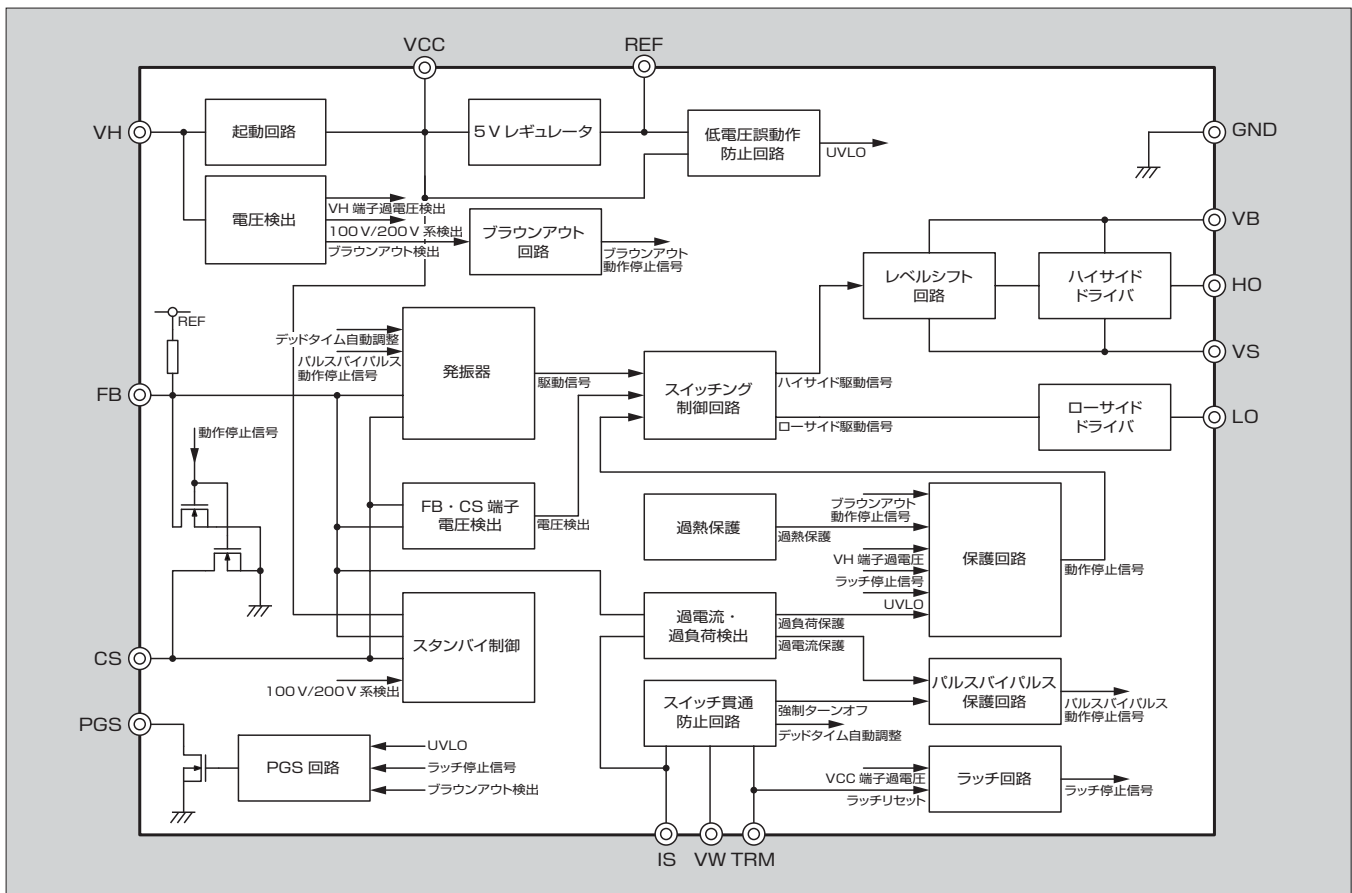 VCC
REF
VH
起動回路
5 V レギュレータ
低電圧誤動作
防止回路
UVLO
GND
電圧検出
VH 端子過電圧検出
100 V/200 V 系検出
ブラウンアウト検出
ブラウンアウト
回路
ブラウンアウト
動作停止信号
VB
レベルシフト
回路
ハイサイド
ドライバ
HO
VS
REF
デッドタイム自動調整
パルスバイパルス
動作停止信号
発振器
駆動信号
スイッチング
制御回路
ハイサイド駆動信号
ローサイド駆動信号
ローサイド
ドライバ
LO
FB
動作停止信号
FB・CS 端子
電圧検出
電圧検出
過熱保護
過熱保護
ブラウンアウト
動作停止信号
VH 端子過電圧
ラッチ停止信号
UVLO
保護回路
動作停止信号
過電流・
過負荷検出
過負荷保護
過電流保護
CS
スタンバイ制御
100 V/200 V 系検出
スイッチ貫通
防止回路
強制ターンオフ
デッドタイム自動調整
パルスバイパルス
保護回路
パルスバイパルス
動作停止信号
PGS
PGS 回路
UVLO
ラッチ停止信号
ブラウンアウト検出
VCC 端子過電圧
ラッチリセット
ラッチ回路
ラッチ停止信号
IS
VW
TRM